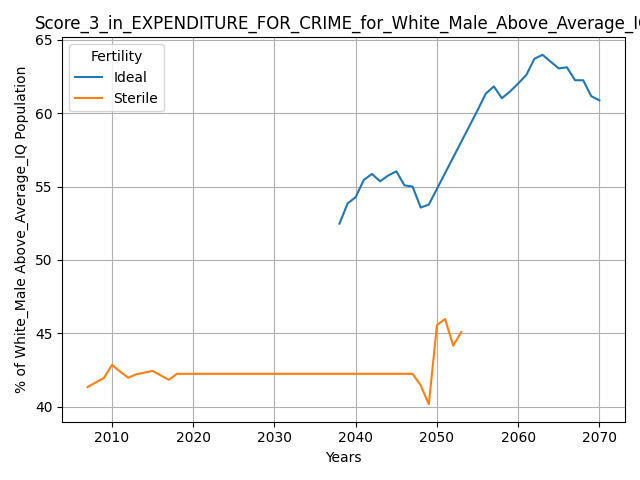 Score_3_in_EXPENDITURE_FOR_CRIME_for_White_Male_Above_Average_I
Fertility
Ideal
Sterile
% of White_Male Above_Average_IQ Population
65
60
55
50
45
40
2010 2020 2030 2040 2050 2060 2070
Years